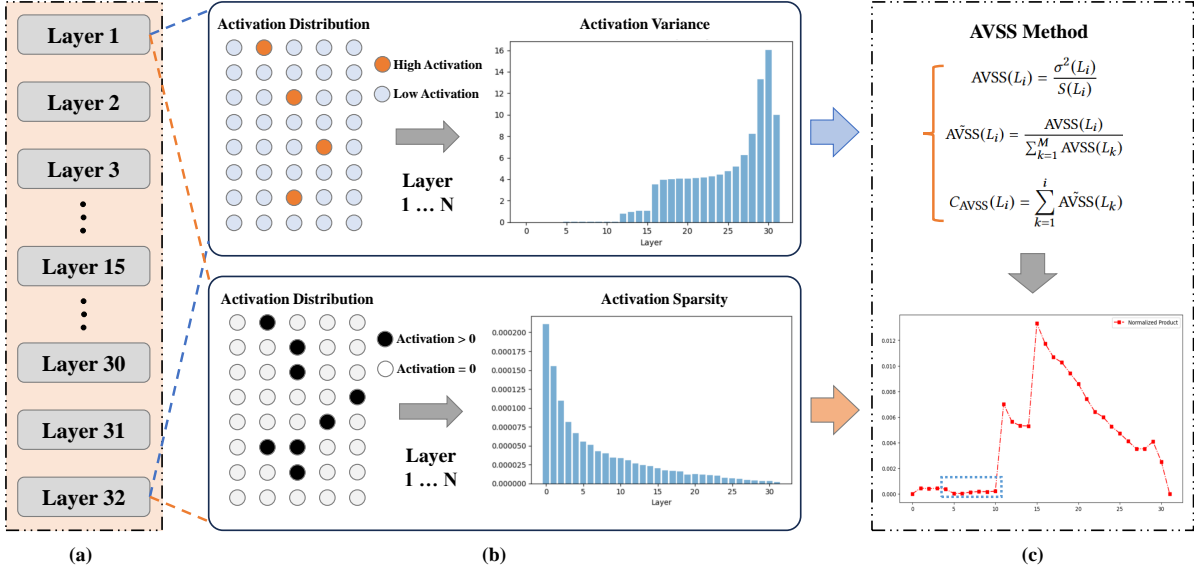 Layer 1
Layer 2
Layer 3
Layer 15
Layer 30
Layer 31
Layer 32
(a)
Activation Distribution
High Activation
Low Activation
Layer
1 … N
Activation Variance
16
14
12
10
8
6
4
2
0
0 5 10 15 20 25 30
Layer
Activation Distribution
Activation > 0
Activation = 0
Layer
1 … N
Activation Sparsity
0.000200
0.000175
0.000150
0.000125
0.000100
0.000075
0.000050
0.000025
0.000000
0 5 10 15 20 25 30
Layer
(b)
AVSS Method
AVSS(L_i) = σ²(L_i) / S(L_i)
AṼSS(L_i) = AVSS(L_i) / ∑_{k=1}^{M} AVSS(L_k)
C_AVSS(L_i) = ∑_{k=1}^{i} AṼSS(L_k)
Normalized Product
0.012
0.010
0.008
0.006
0.004
0.002
0.000
0 5 10 15 20 25 30
(c)